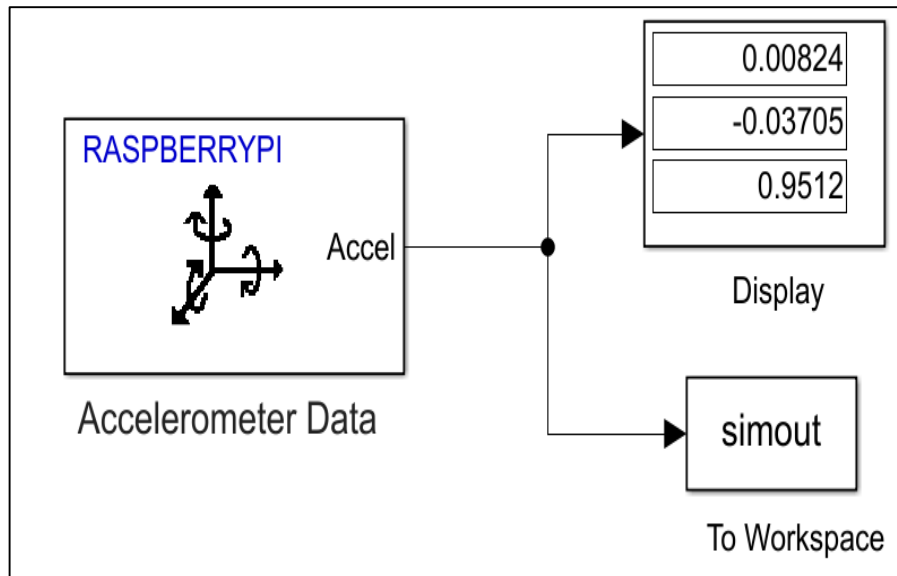 RASPBERRYPI
Accel
Accelerometer Data
0.00824
-0.03705
0.9512
Display
simout
To Workspace